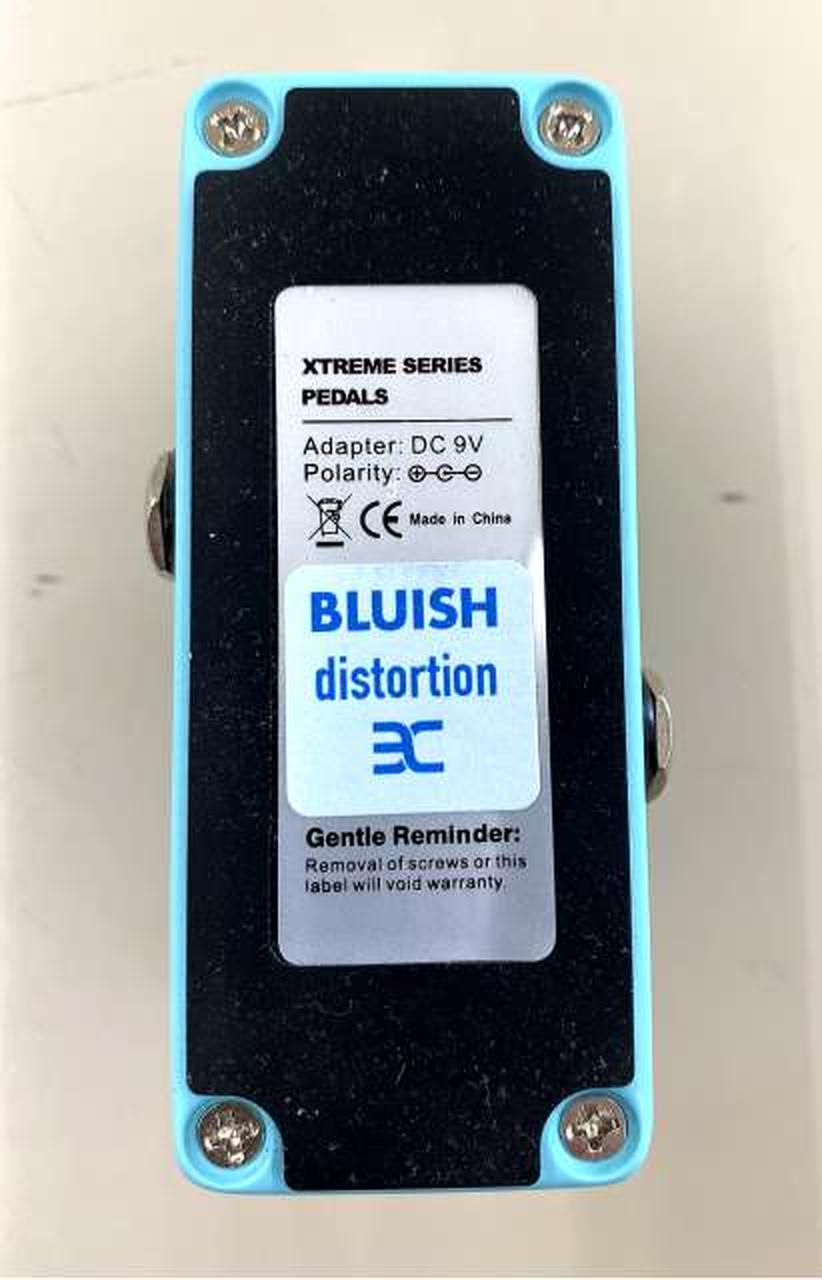 XTREME SERIES
PEDALS
Adapter: DC 9V
Polarity:
CE Made in China
BLUISH
distortion
Gentle Reminder:
Removal of screws or this
label will void warranty.